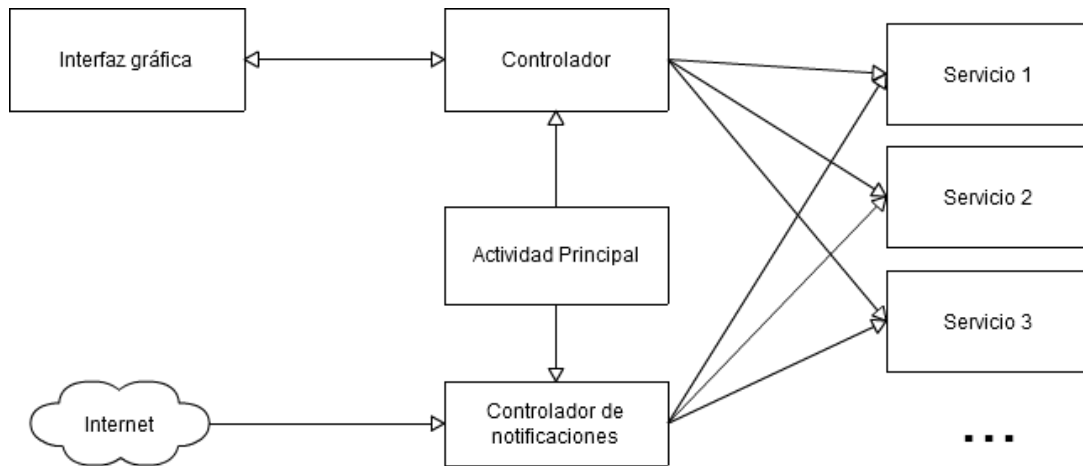 Interfaz gráfica
Controlador
Servicio 1
Servicio 2
Actividad Principal
Servicio 3
Internet
Controlador de
notificaciones
...